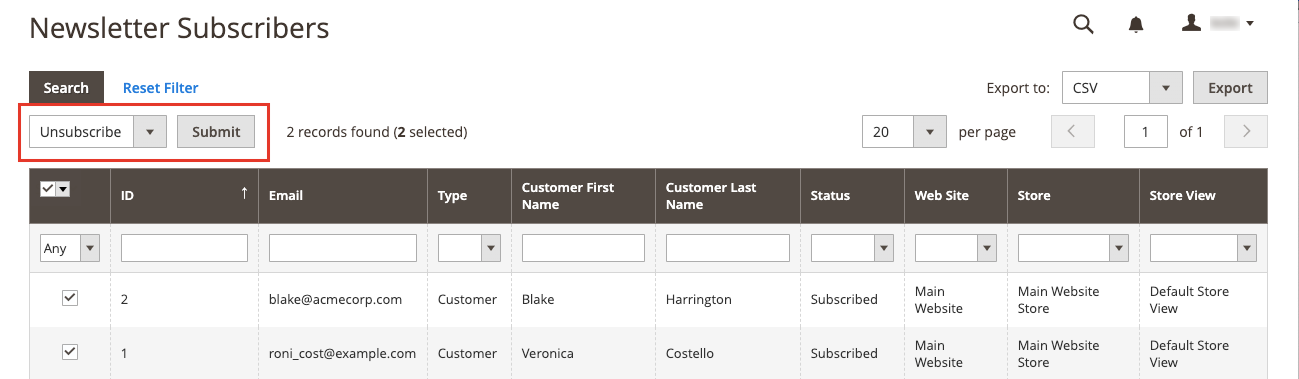 Newsletter Subscribers
Search Reset Filter Export to: CSV Export
Unsubscribe Submit 2 records found (2 selected) 20 per page 1 of 1
ID ↑ Email Type Customer First Name Customer Last Name Status Web Site Store Store View
Any
2 blake@acmecorp.com Customer Blake Harrington Subscribed Main Website Main Website Store Default Store View
1 roni_cost@example.com Customer Veronica Costello Subscribed Main Website Main Website Store Default Store View